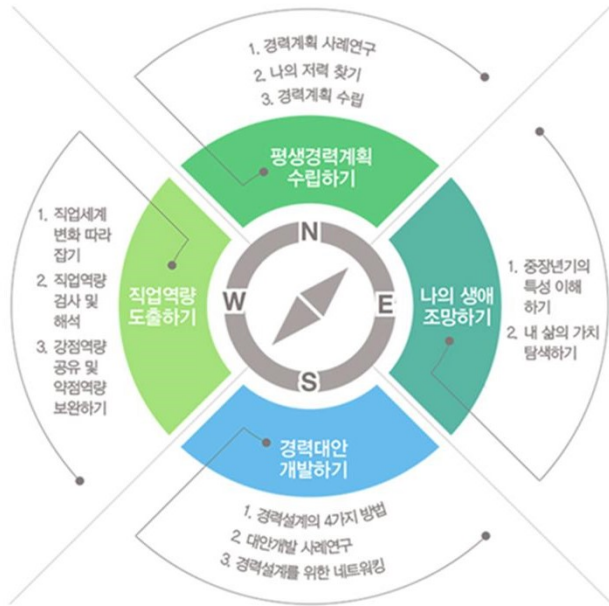 1. 경력계획 사례연구
2. 나의 저력 찾기
3. 경력계획 수립
평생경력계획
수립하기
1. 직업세계
변화 따라
잡기
2. 직업역량
검사 및
해석
3. 강점역량
공유 및
약점역량
보완하기
직업역량
도출하기
N
W
E
S
나의 생애
조망하기
1. 중장년기의
특성 이해
하기
2. 내 삶의 가치
탐색하기
경력대안
개발하기
1. 경력설계의 4가지 방법
2. 대안개발 사례연구
3. 경력설계를 위한 네트워킹